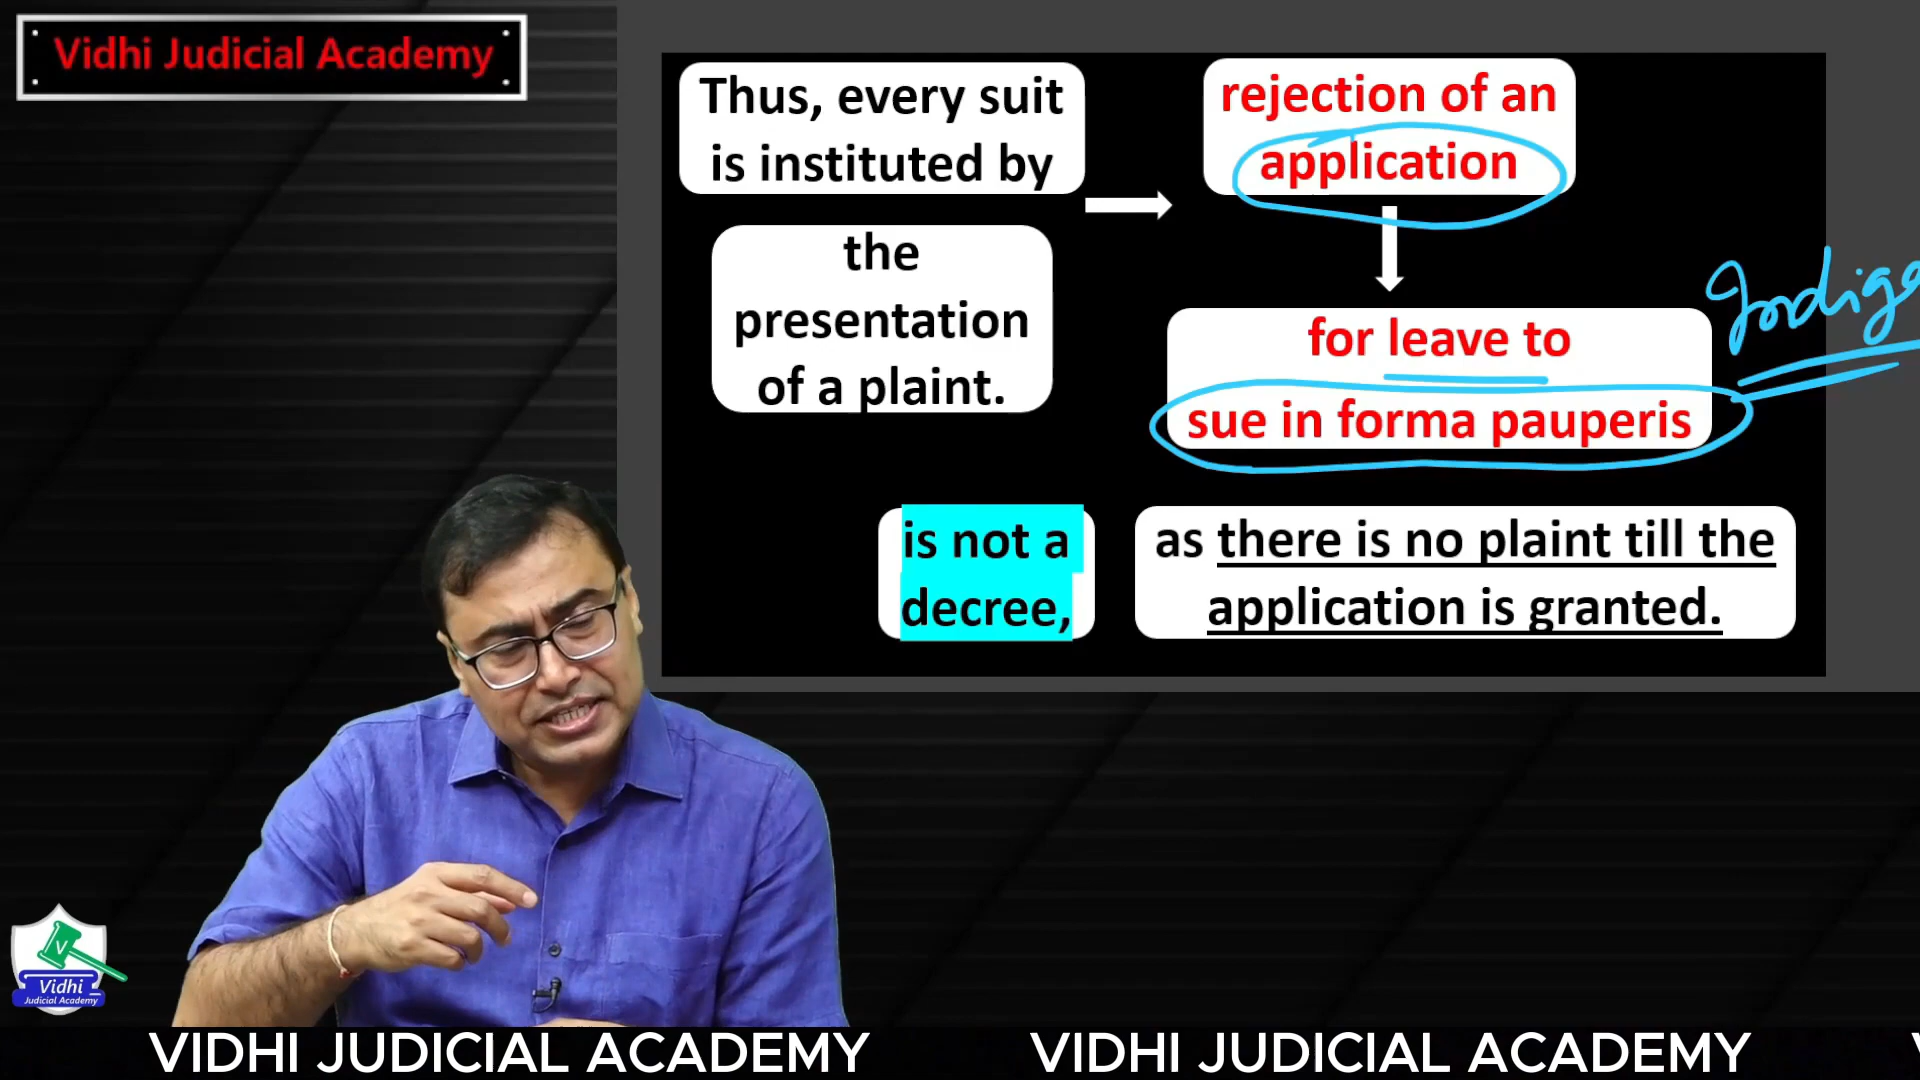 Vidhi Judicial Academy
Thus, every suit
is instituted by
the
presentation
of a plaint.
rejection of an
application
for leave to
sue in forma pauperis
is not a
decree,
as there is no plaint till the
application is granted.
V
Vidhi
Judicial Academy
VIDHI JUDICIAL ACADEMY VIDHI JUDICIAL ACADEMY V